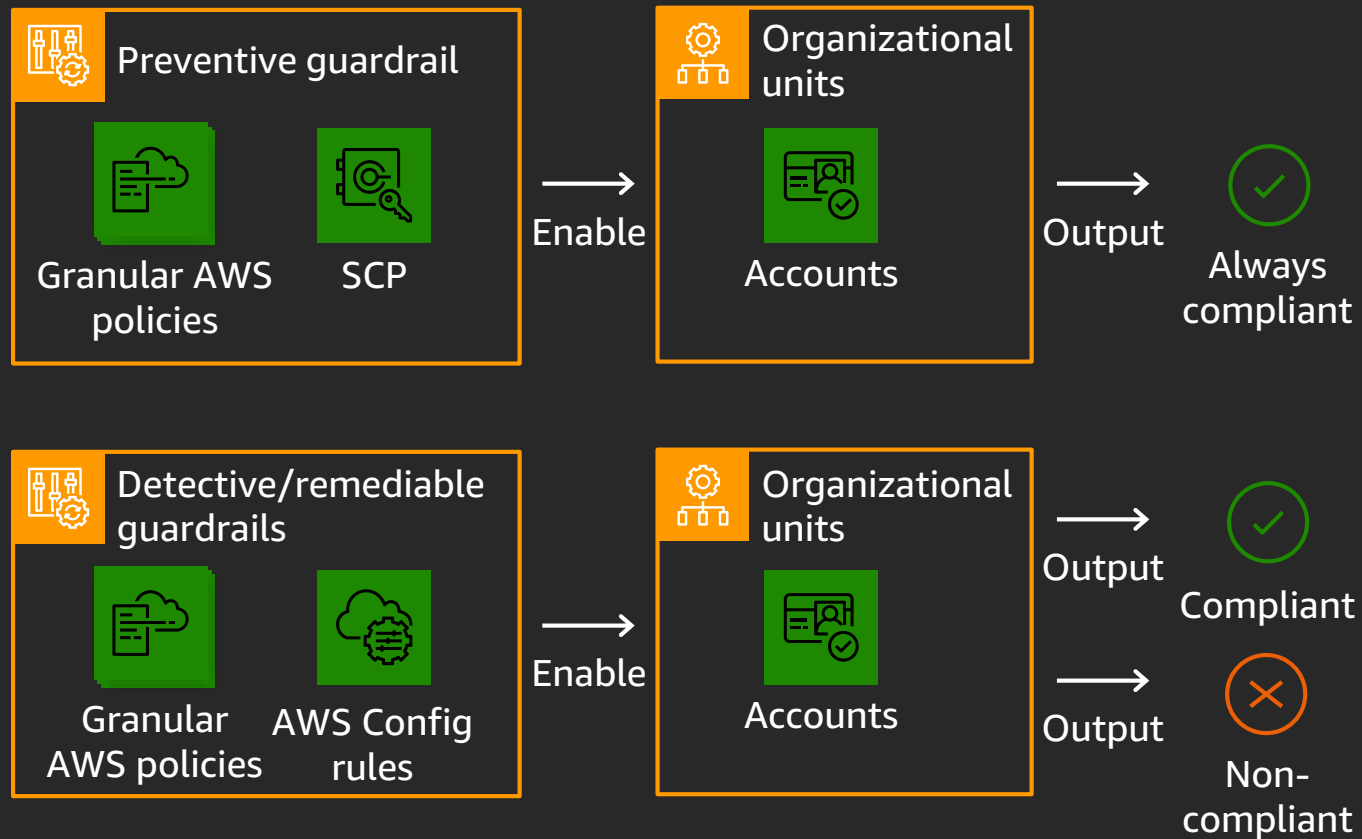 Preventive guardrail
Granular AWS
policies
SCP
Enable
Organizational
units
Accounts
Output
Always
compliant
Detective/remediable
guardrails
Granular
AWS policies
AWS Config
rules
Enable
Organizational
units
Accounts
Output
Compliant
Output
Non-
compliant